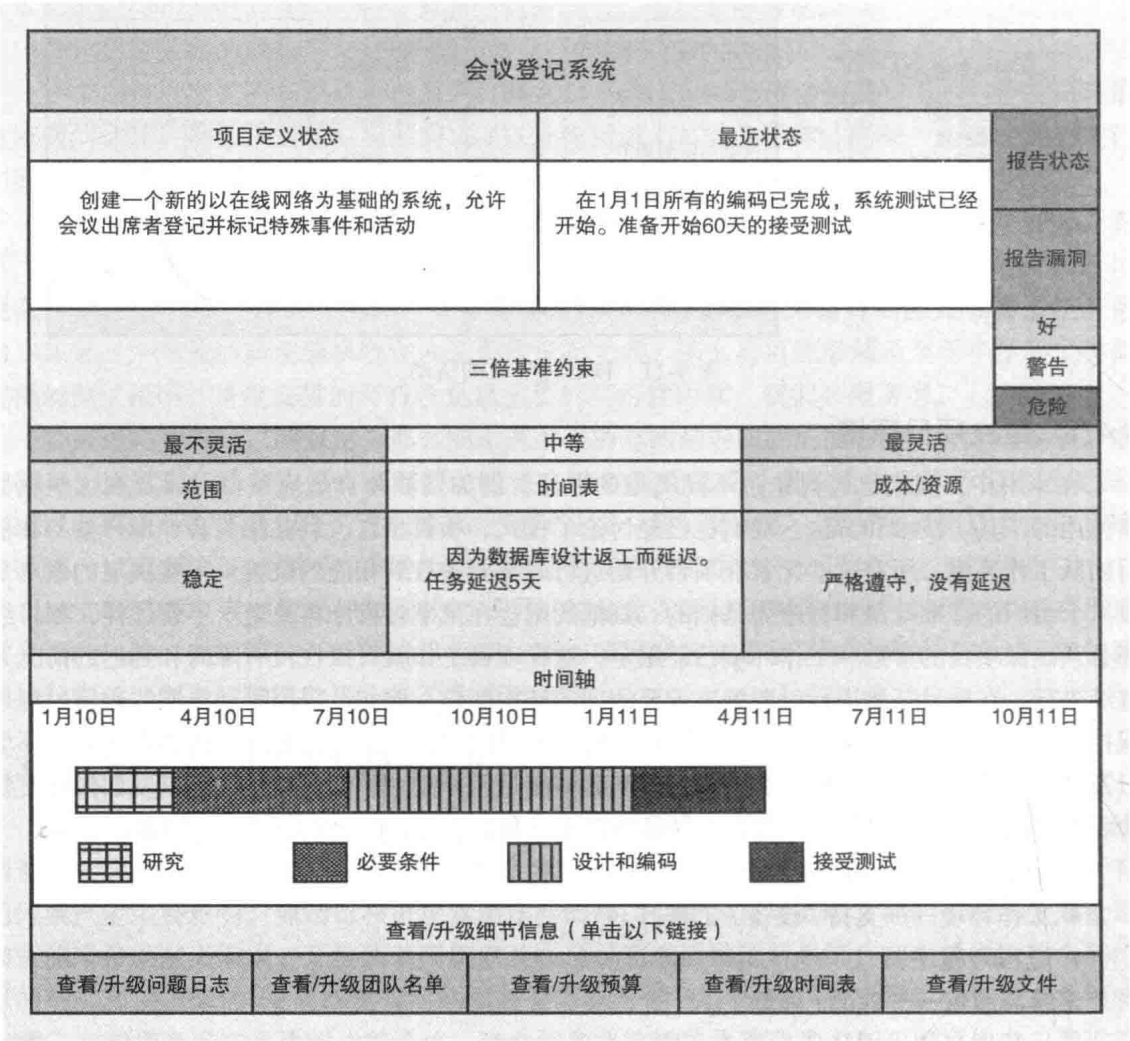 会议登记系统
项目定义状态
最近状态
报告状态
创建一个新的以在线网络为基础的系统，允许
会议出席者登记并标记特殊事件和活动
在1月1日所有的编码已完成，系统测试已经
开始。准备开始60天的接受测试
报告漏洞
好
三倍基准约束
警告
危险
最不灵活
中等
最灵活
范围
时间表
成本/资源
稳定
因为数据库设计返工而延迟。
任务延迟5天
严格遵守，没有延迟
时间轴
1月10日
4月10日
7月10日
10月10日
1月11日
4月11日
7月11日
10月11日
研究
必要条件
设计和编码
接受测试
查看/升级细节信息（单击以下链接）
查看/升级问题日志
查看/升级团队名单
查看/升级预算
查看/升级时间表
查看/升级文件